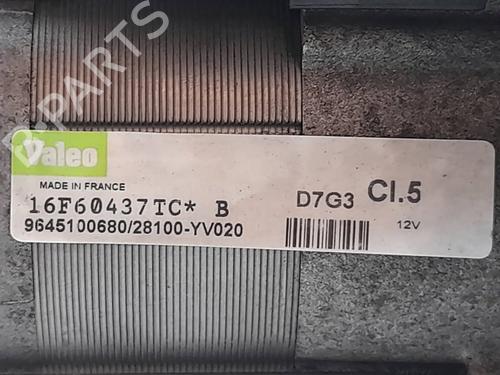 B PARTS
Valeo
MADE IN FRANCE
16F60437TC* B
9645100680/28100-YV020
D7G3 Cl.5
12V